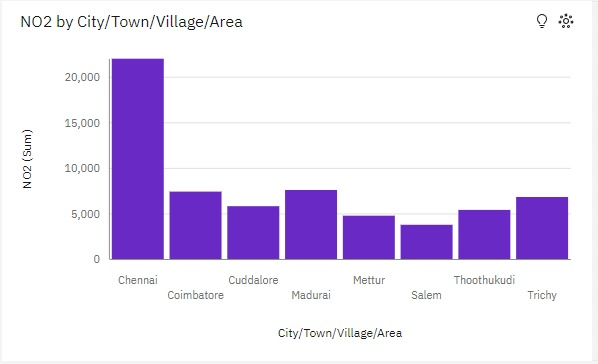 NO2 by City/Town/Village/Area
NO2 (Sum)
20,000
15,000
10,000
5,000
0
Chennai
Coimbatore
Cuddalore
Madurai
Mettur
Salem
Thoothukudi
Trichy
City/Town/Village/Area